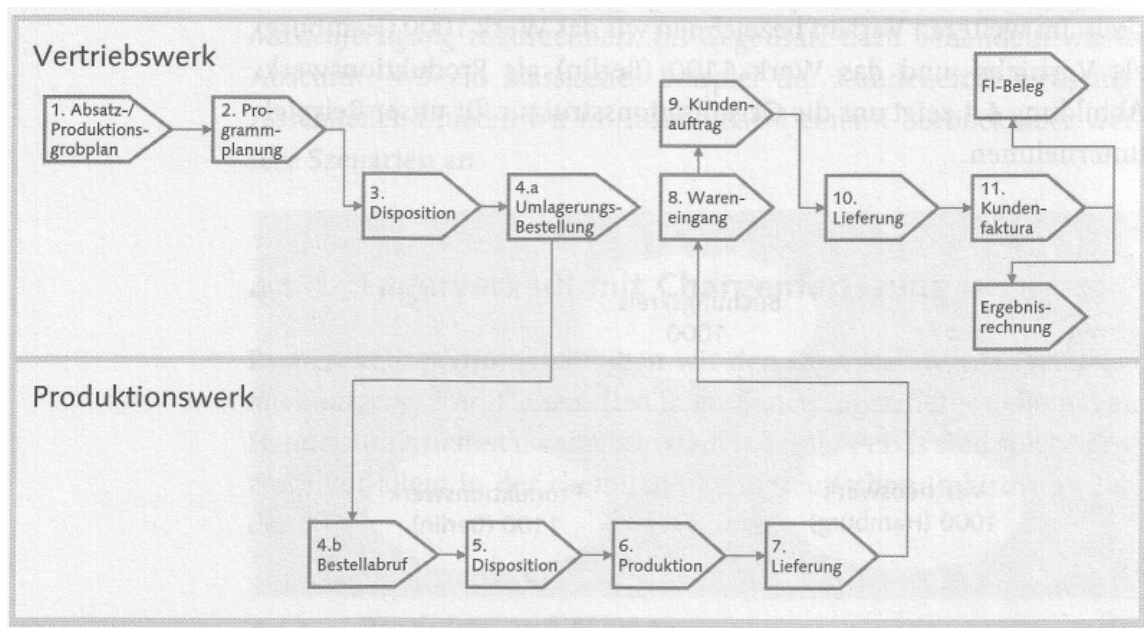 Vertriebswerk
1. Absatz-/
Produktions-
grobplan
2. Pro-
gramm-
planung
3.
Disposition
4.a
Umlagerungs-
Bestellung
9. Kunden-
auftrag
8. Waren-
eingang
10.
Lieferung
FI-Beleg
11.
Kunden-
faktura
Ergebnis-
rechnung
Produktionswerk
4.b
Bestellabruf
5.
Disposition
6.
Produktion
7.
Lieferung